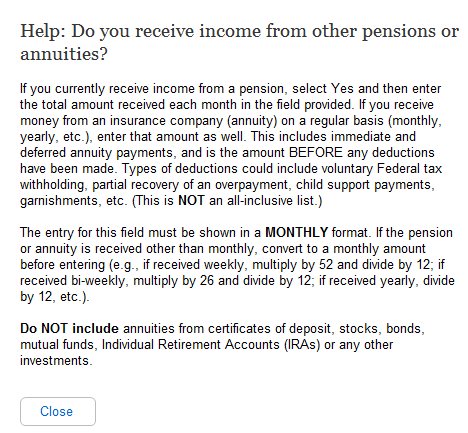 Help: Do you receive income from other pensions or
annuities?
If you currently receive income from a pension, select Yes and then enter
the total amount received each month in the field provided. If you receive
money from an insurance company (annuity) on a regular basis (monthly,
yearly, etc.), enter that amount as well. This includes immediate and
deferred annuity payments, and is the amount BEFORE any deductions
have been made. Types of deductions could include voluntary Federal tax
withholding, partial recovery of an overpayment, child support payments,
garnishments, etc. (This is NOT an all-inclusive list.)
The entry for this field must be shown in a MONTHLY format. If the pension
or annuity is received other than monthly, convert to a monthly amount
before entering (e.g., if received weekly, multiply by 52 and divide by 12; if
received bi-weekly, multiply by 26 and divide by 12; if received yearly, divide
by 12, etc.).
Do NOT include annuities from certificates of deposit, stocks, bonds,
mutual funds, Individual Retirement Accounts (IRAs) or any other
investments.
Close